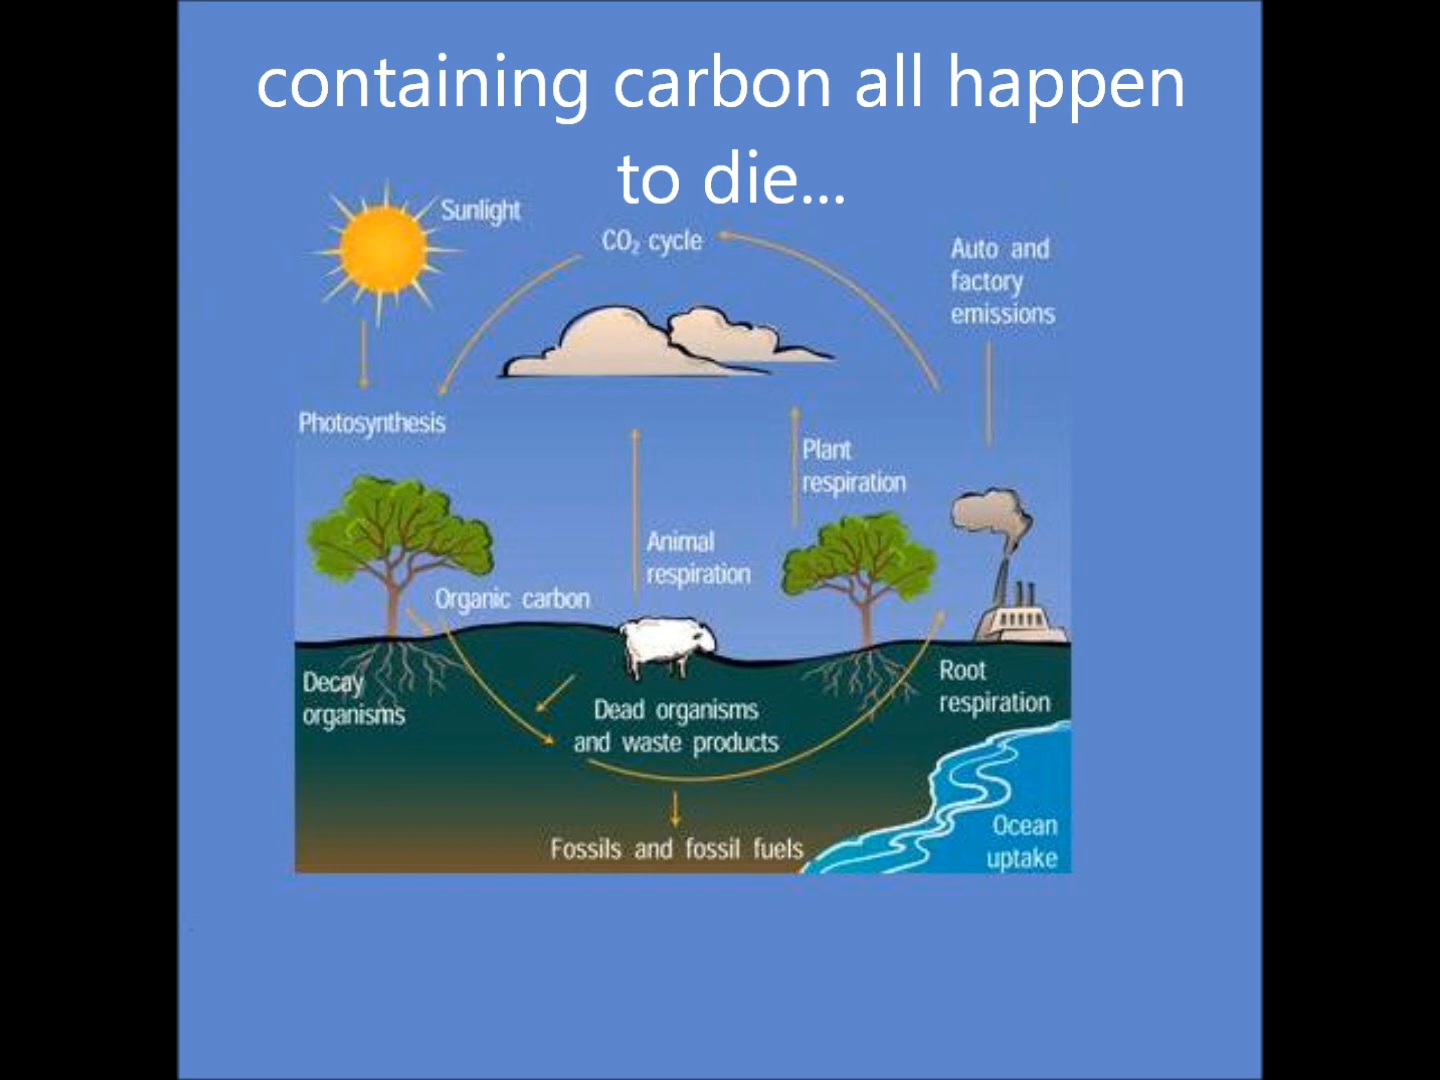 containing carbon all happen
to die...
Sunlight
CO₂ cycle
Auto and
factory
emissions
Photosynthesis
Plant
respiration
Animal
respiration
Organic carbon
Decay
organisms
Dead organisms
and waste products
Root
respiration
Fossils and fossil fuels
Ocean
uptake